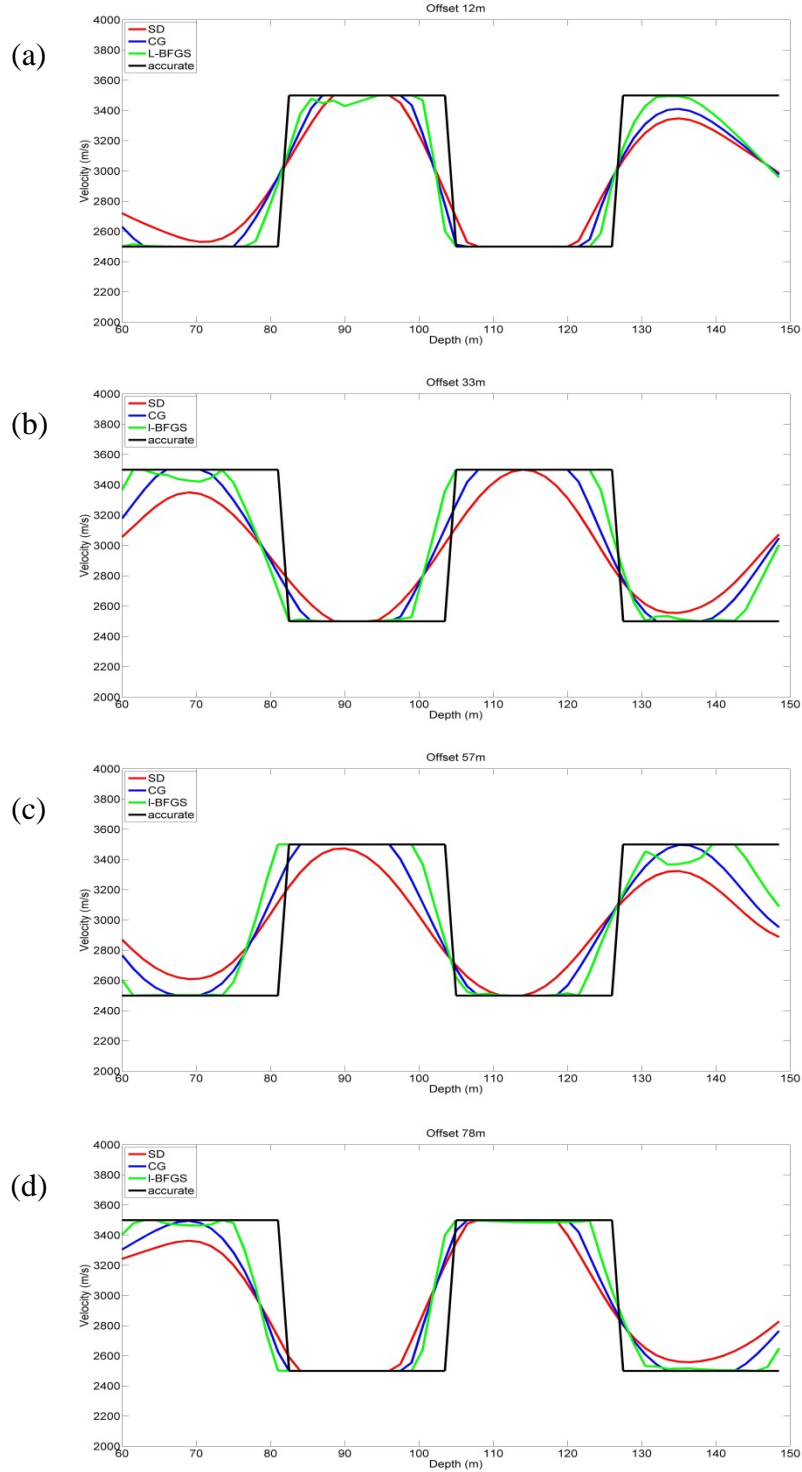 (a)
Offset 12m
SD
CG
L-BFGS
accurate
Velocity (m/s)
4000
3800
3600
3400
3200
3000
2800
2600
2400
2200
2000
60 70 80 90 100 110 120 130 140 150
Depth (m)
(b)
Offset 33m
SD
CG
l-BFGS
accurate
Velocity (m/s)
4000
3800
3600
3400
3200
3000
2800
2600
2400
2200
2000
60 70 80 90 100 110 120 130 140 150
Depth (m)
(c)
Offset 57m
SD
CG
l-BFGS
accurate
Velocity (m/s)
4000
3800
3600
3400
3200
3000
2800
2600
2400
2200
2000
60 70 80 90 100 110 120 130 140 150
Depth (m)
(d)
Offset 78m
SD
CG
l-BFGS
accurate
Velocity (m/s)
4000
3800
3600
3400
3200
3000
2800
2600
2400
2200
2000
60 70 80 90 100 110 120 130 140 150
Depth (m)